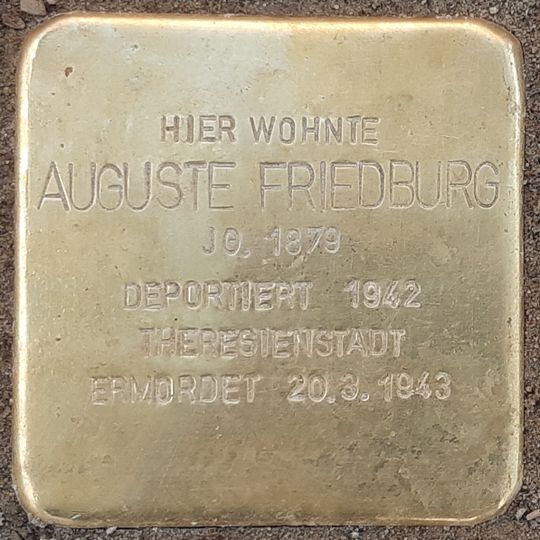 HIER WOHNTE
AUGUSTE FRIEDBURG
JG. 1879
DEPORTIERT 1942
THERESIENSTADT
ERMORDET 20.3.1943